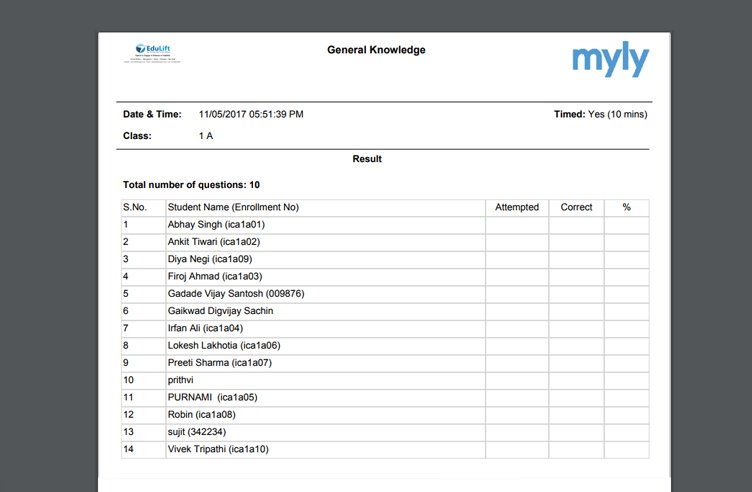 EduLift
General Knowledge
myly
Date & Time: 11/05/2017 05:51:39 PM
Timed: Yes (10 mins)
Class: 1 A
Result
Total number of questions: 10
S.No. Student Name (Enrollment No) Attempted Correct %
1 Abhay Singh (ica1a01)
2 Ankit Tiwari (ica1a02)
3 Diya Negi (ica1a09)
4 Firoj Ahmad (ica1a03)
5 Gadade Vijay Santosh (009876)
6 Gaikwad Digvijay Sachin
7 Irfan Ali (ica1a04)
8 Lokesh Lakhotia (ica1a06)
9 Preeti Sharma (ica1a07)
10 prithvi
11 PURNAMI (ica1a05)
12 Robin (ica1a08)
13 sujit (342234)
14 Vivek Tripathi (ica1a10)